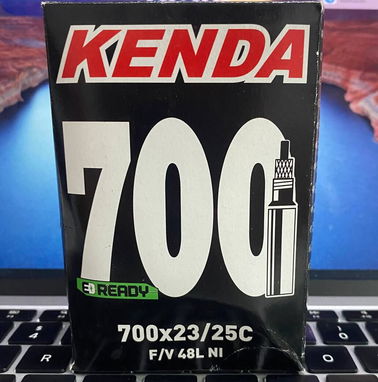 KENDA
700
READY
700x23/25C
F/V 48L NI